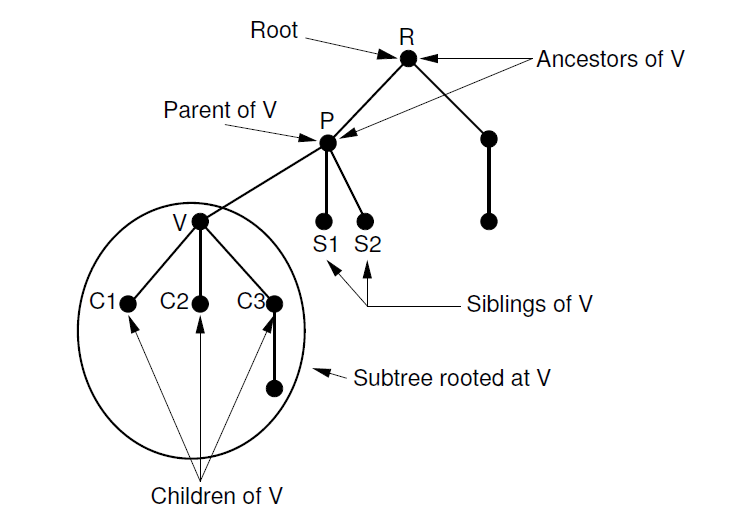 Root
R
Ancestors of V
Parent of V
P
V
S1 S2
C1 C2 C3
Siblings of V
Subtree rooted at V
Children of V